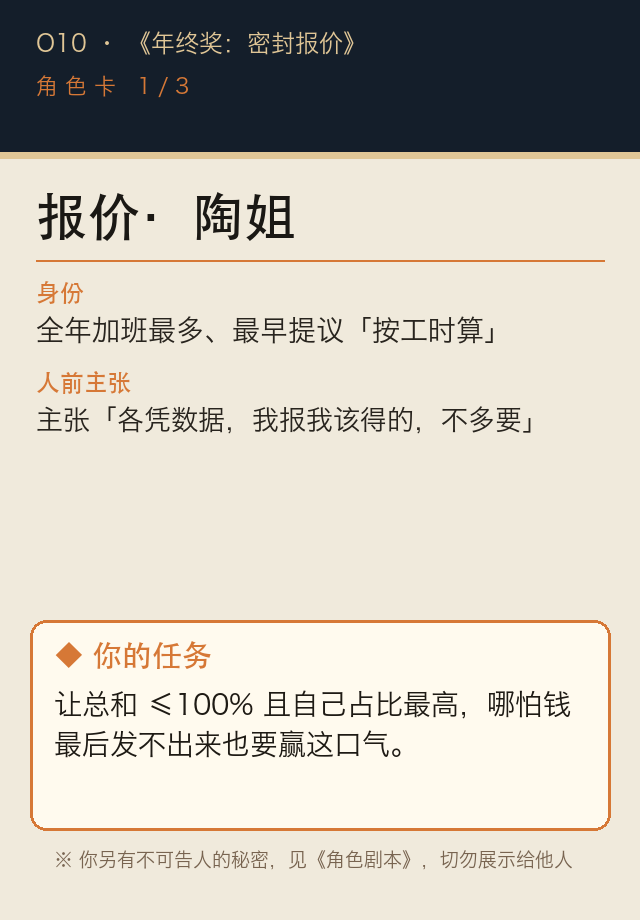 O10 · 《年终奖：密封报价》
角色卡 1/3
报价· 陶姐
身份
全年加班最多、最早提议「按工时算」
人前主张
主张「各凭数据，我报我该得的，不多要」
◆ 你的任务
让总和 ≤100% 且自己占比最高，哪怕钱
最后发不出来也要赢这口气。
※ 你另有不可告人的秘密，见《角色剧本》，切勿展示给他人